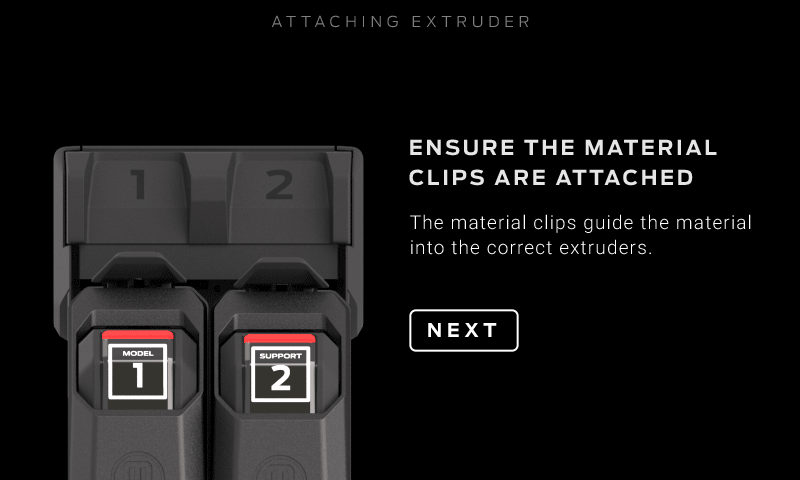 ATTACHING EXTRUDER
1 2
ENSURE THE MATERIAL
CLIPS ARE ATTACHED
The material clips guide the material
into the correct extruders.
NEXT
MODEL
1
SUPPORT
2